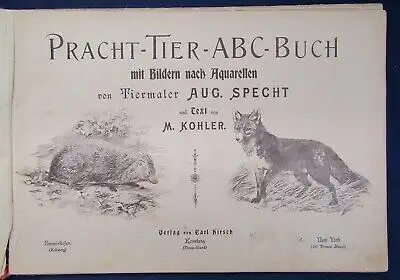 PRACHT-TIER-ABC-BUCH
mit Bildern nach Aquarellen
von Tiermaler AUG. SPECHT
und Text von
M. KOHLER.
Verlag von Carl Hirsch
Konstanz
(Deutschland)
New York